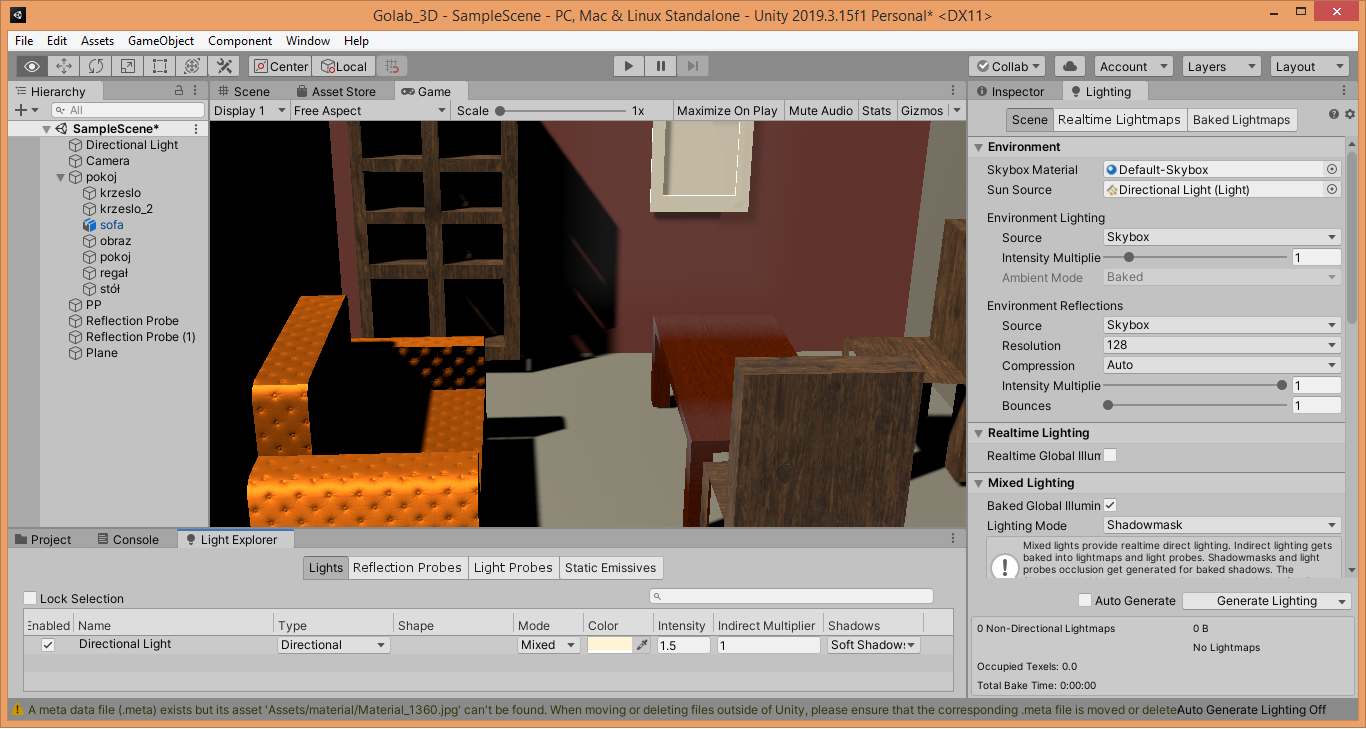 Golab_3D - SampleScene - PC, Mac & Linux Standalone - Unity 2019.3.15f1 Personal* <DX11>
File Edit Assets GameObject Component Window Help
Center Local Collab Account Layers Layout
Hierarchy
All
SampleScene*
Directional Light
Camera
pokoj
krzeslo
krzeslo_2
sofa
obraz
pokoj
regał
stół
PP
Reflection Probe
Reflection Probe (1)
Plane
Scene Asset Store Game
Display 1 Free Aspect Scale 1x Maximize On Play Mute Audio Stats Gizmos
Inspector Lighting
Scene Realtime Lightmaps Baked Lightmaps
Environment
Skybox Material Default-Skybox
Sun Source Directional Light (Light)
Environment Lighting
Source Skybox
Intensity Multiplie 1
Ambient Mode Baked
Environment Reflections
Source Skybox
Resolution 128
Compression Auto
Intensity Multiplie 1
Bounces 1
Realtime Lighting
Realtime Global Illum
Mixed Lighting
Baked Global Illumin
Lighting Mode Shadowmask
Mixed lights provide realtime direct lighting. Indirect lighting gets
baked into lightmaps and light probes. Shadowmasks and light
probes occlusion get generated for baked shadows. The
Auto Generate Generate Lighting
0 Non-Directional Lightmaps 0 B
No Lightmaps
Occupied Texels: 0.0
Total Bake Time: 0:00:00
Project Console Light Explorer
Lights Reflection Probes Light Probes Static Emissives
Lock Selection
Enabled Name Type Shape Mode Color Intensity Indirect Multiplier Shadows
Directional Light Directional Mixed 1.5 1 Soft Shadows
A meta data file (.meta) exists but its asset 'Assets/material/Material_1360.jpg' can't be found. When moving or deleting files outside of Unity, please ensure that the corresponding .meta file is moved or delete Auto Generate Lighting Off